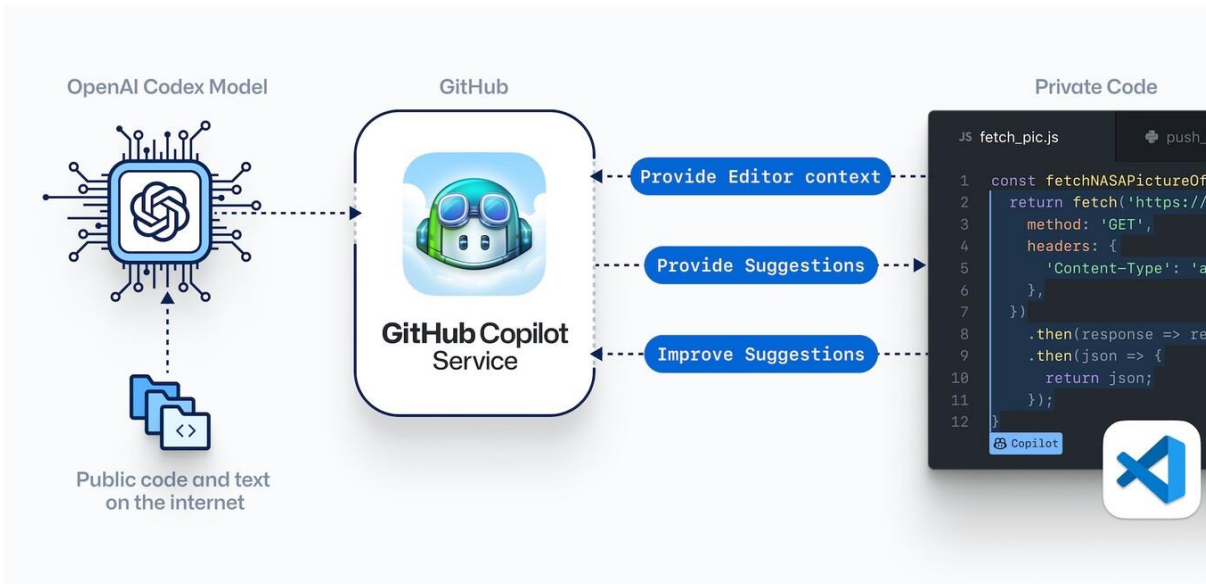 OpenAI Codex Model
GitHub
Private Code
GitHub Copilot
Service
Provide Editor context
Provide Suggestions
Improve Suggestions
Public code and text
on the internet
< >
JS fetch_pic.js
push_
1 const fetchNASAPictureOf
2 return fetch('https://
3 method: 'GET',
4 headers: {
5 'Content-Type': 'a
6 },
7 })
8 .then(response => re
9 .then(json => {
10 return json;
11 });
12 }
Copilot